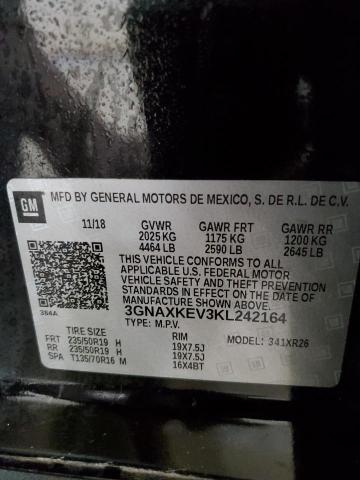 GM
MFD BY GENERAL MOTORS DE MEXICO, S. DE R.L. DE C.V.
11/18 GVWR GAWR FRT GAWR RR
2025 KG 1175 KG 1200 KG
4464 LB 2590 LB 2645 LB
THIS VEHICLE CONFORMS TO ALL
APPLICABLE U.S. FEDERAL MOTOR
VEHICLE SAFETY AND THEFT PREVENTION
STANDARDS IN EFFECT ON THE DATE
OF MANUFACTURE SHOWN ABOVE.
384A 3GNAXKEV3KL242164
TYPE: M.P.V.
TIRE SIZE RIM MODEL: 341XR26
FRT 235/50R19 H 19X7.5J
RR 235/50R19 H 19X7.5J
SPA T135/70R16 M 16X4BT